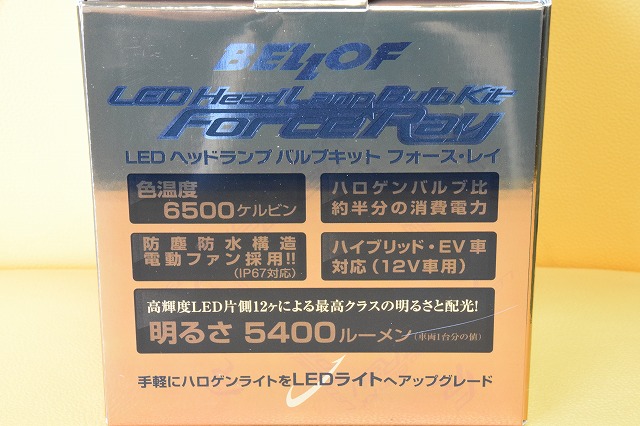 BELLOF
LED Head Lamp Bulb Kit
Force Ray
LED ヘッドランプ バルブキット フォース・レイ
色温度
6500ケルビン
ハロゲンバルブ比
約半分の消費電力
防塵防水構造
電動ファン採用!!
(IP67対応)
ハイブリッド・EV車
対応(12V車用)
高輝度LED片側12ヶによる最高クラスの明るさと配光!
明るさ 5400ルーメン(車両1台分の値)
手軽にハロゲンライトをLEDライトへアップグレード